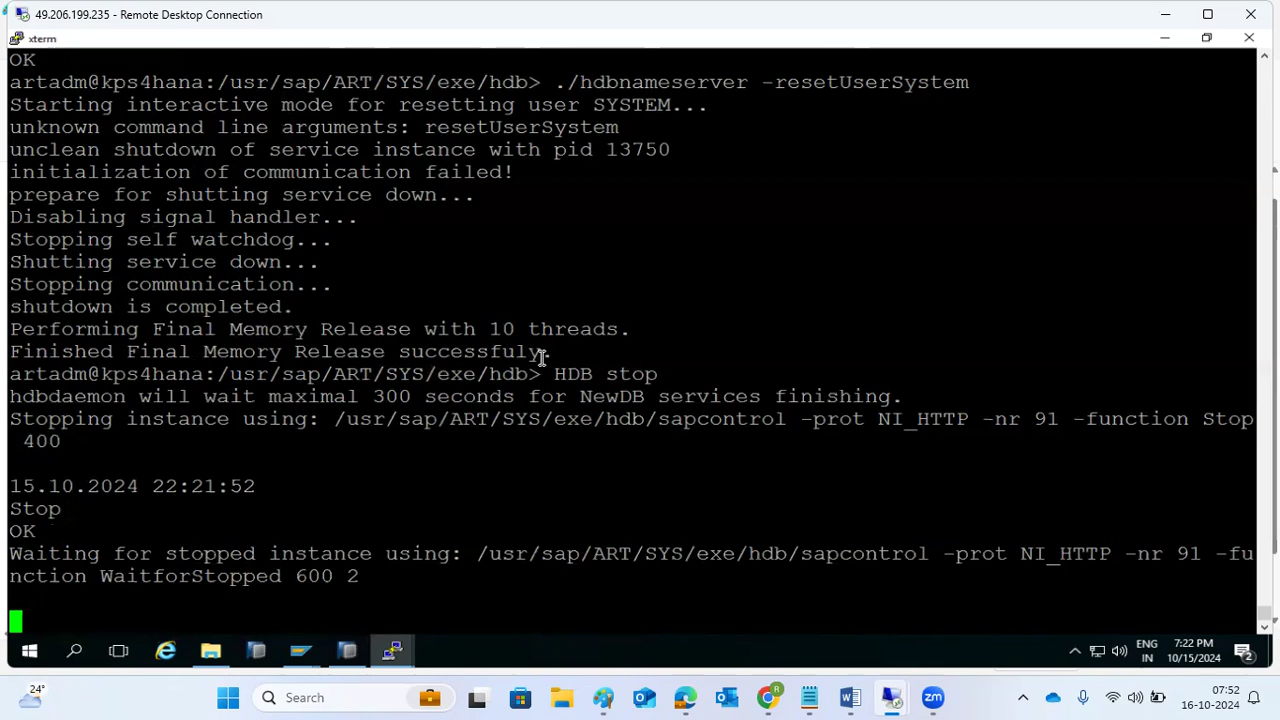 49.206.199.235 - Remote Desktop Connection
xterm
OK
artadm@kps4hana:/usr/sap/ART/SYS/exe/hdb> ./hdbnameserver -resetUserSystem
Starting interactive mode for resetting user SYSTEM...
unknown command line arguments: resetUserSystem
unclean shutdown of service instance with pid 13750
initialization of communication failed!
prepare for shutting service down...
Disabling signal handler...
Stopping self watchdog...
Shutting service down...
Stopping communication...
shutdown is completed.
Performing Final Memory Release with 10 threads.
Finished Final Memory Release successfuly.
artadm@kps4hana:/usr/sap/ART/SYS/exe/hdb> HDB stop
hdbdaemon will wait maximal 300 seconds for NewDB services finishing.
Stopping instance using: /usr/sap/ART/SYS/exe/hdb/sapcontrol -prot NI_HTTP -nr 91 -function Stop
400
15.10.2024 22:21:52
Stop
OK
Waiting for stopped instance using: /usr/sap/ART/SYS/exe/hdb/sapcontrol -prot NI_HTTP -nr 91 -fu
nction WaitforStopped 600 2
ENG
IN
7:22 PM
10/15/2024
2
24°
Search
zm
07:52
16-10-2024